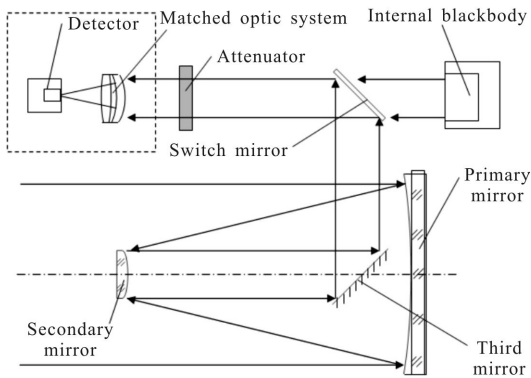 Detector
Matched optic system
Internal blackbody
Attenuator
Switch mirror
Primary
mirror
Secondary
mirror
Third
mirror